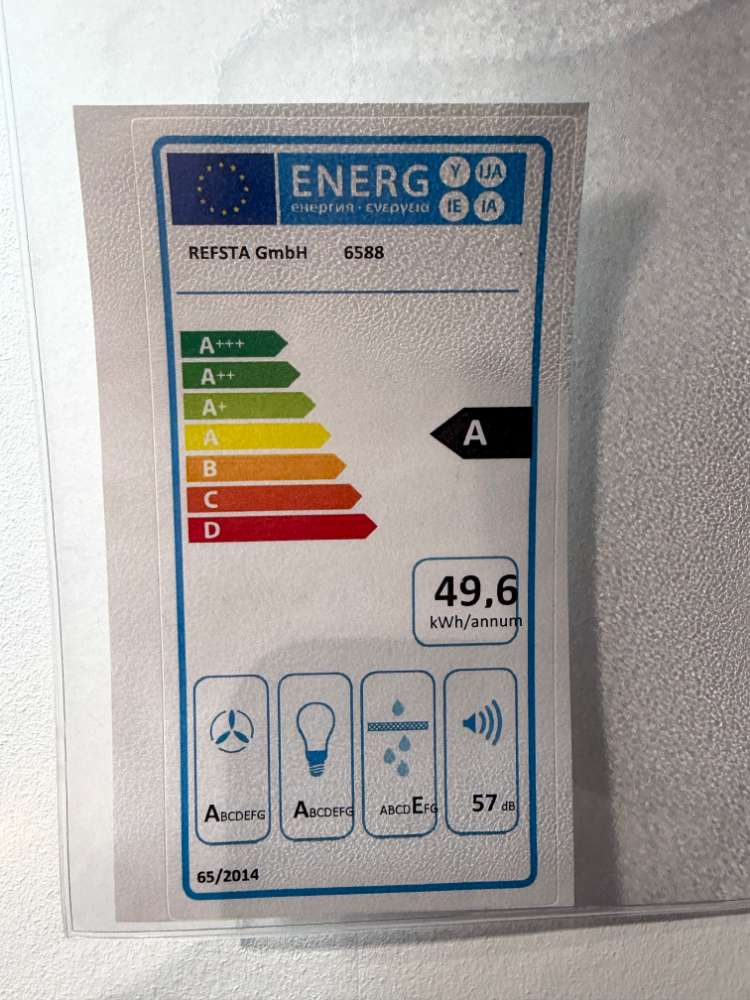 ENERG Y IJA
енергия · ενεργεια IE IA
REFSTA GmbH 6588
A+++
A++
A+
A
A
B
C
D
49,6
kWh/annum
ABCDEFG
ABCDEFG
ABCDEFG
57 dB
65/2014